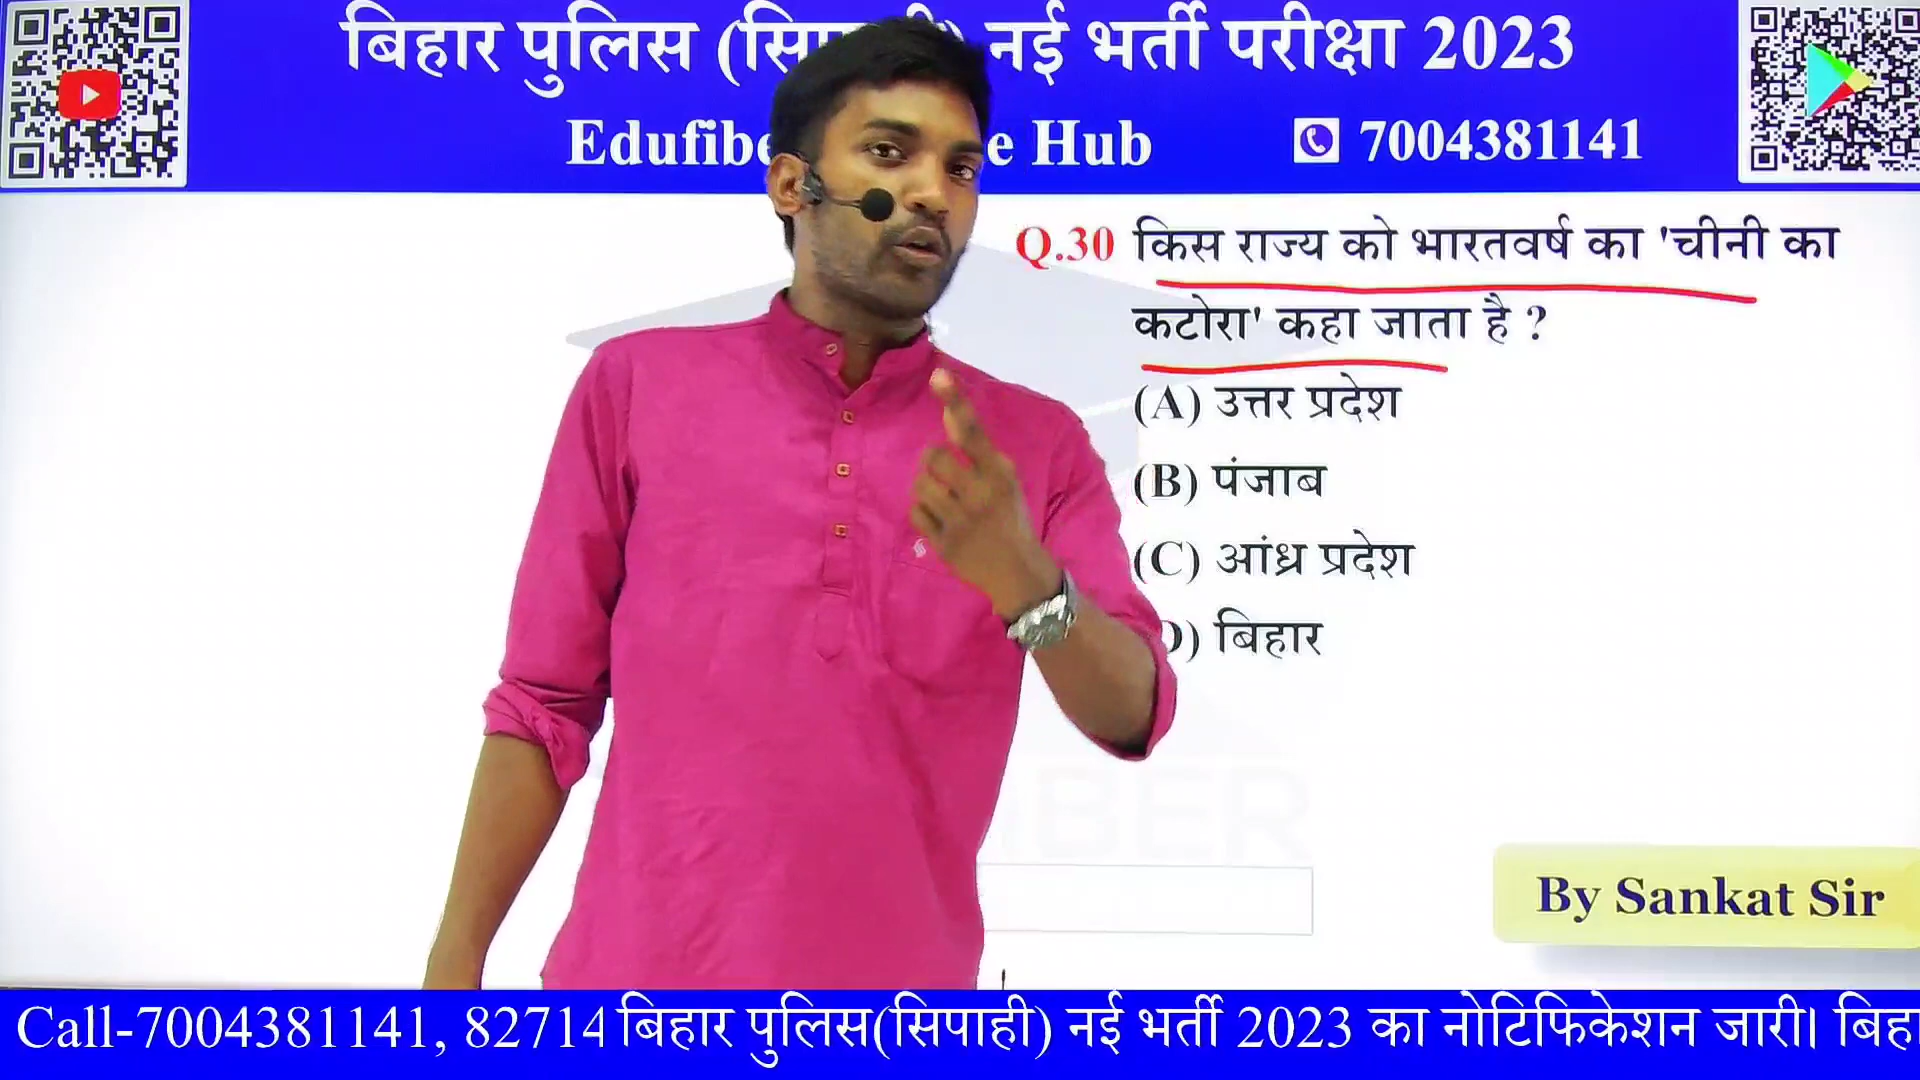 बिहार पुलिस (सि नई भर्ती परीक्षा 2023
Edufibe e Hub
7004381141
Q.30 किस राज्य को भारतवर्ष का 'चीनी का
कटोरा' कहा जाता है ?
(A) उत्तर प्रदेश
(B) पंजाब
(C) आंध्र प्रदेश
) बिहार
BER
By Sankat Sir
Call-7004381141, 82714 बिहार पुलिस(सिपाही) नई भर्ती 2023 का नोटिफिकेशन जारी। बिहा